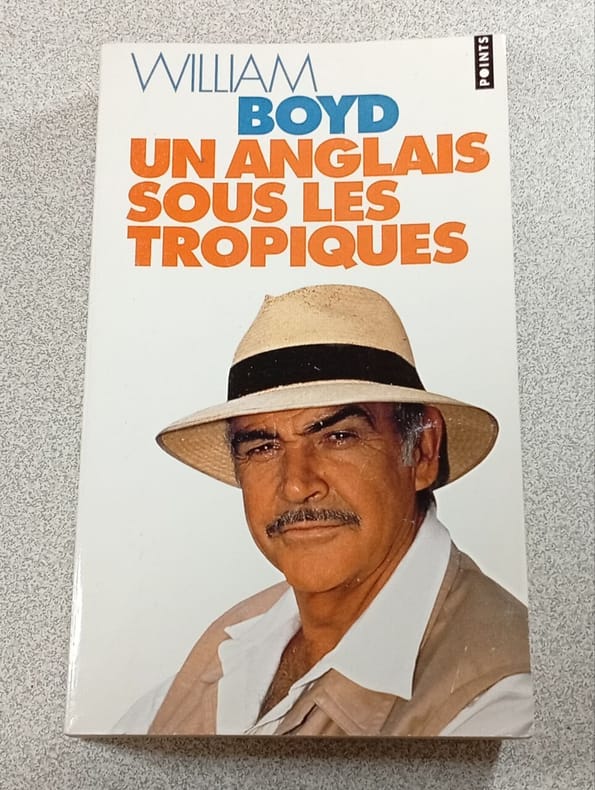 POINTS
WILLIAM
BOYD
UN ANGLAIS
SOUS LES
TROPIQUES